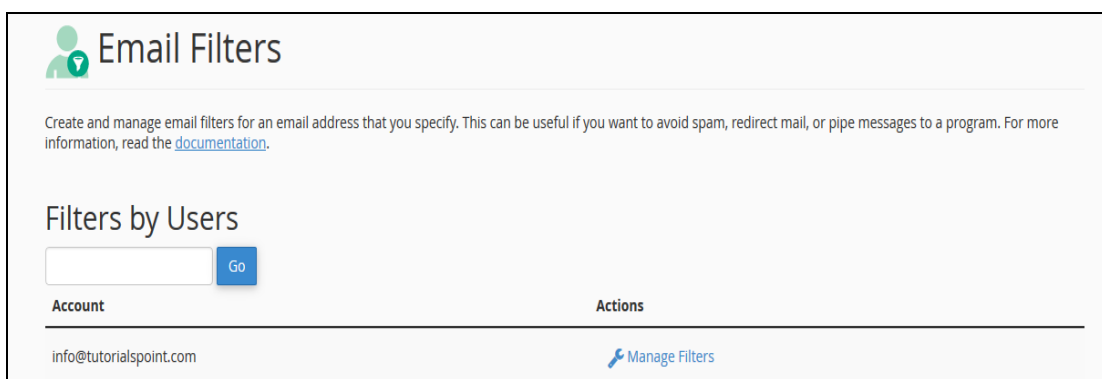 Email Filters
Create and manage email filters for an email address that you specify. This can be useful if you want to avoid spam, redirect mail, or pipe messages to a program. For more
information, read the documentation.
Filters by Users
Go
Account Actions
info@tutorialspoint.com Manage Filters